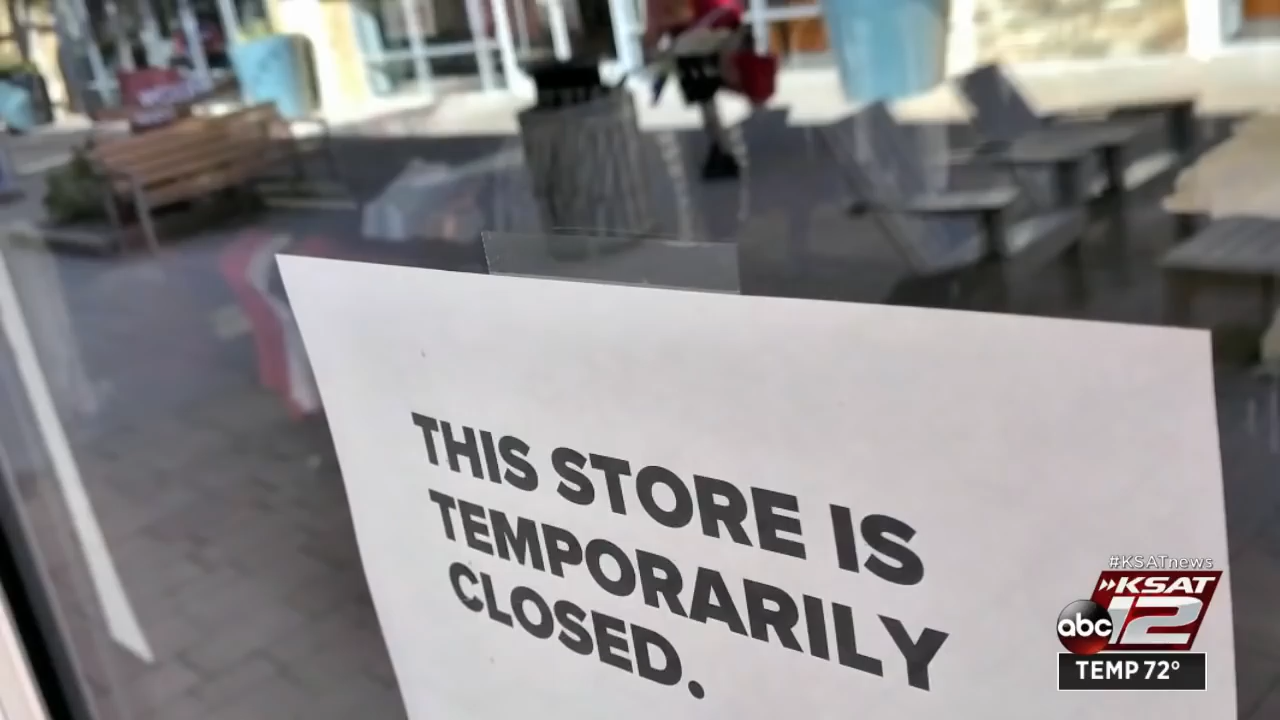 THIS STORE IS
TEMPORARILY
CLOSED.
#KSATnews
KSAT
abc 12
TEMP 72°